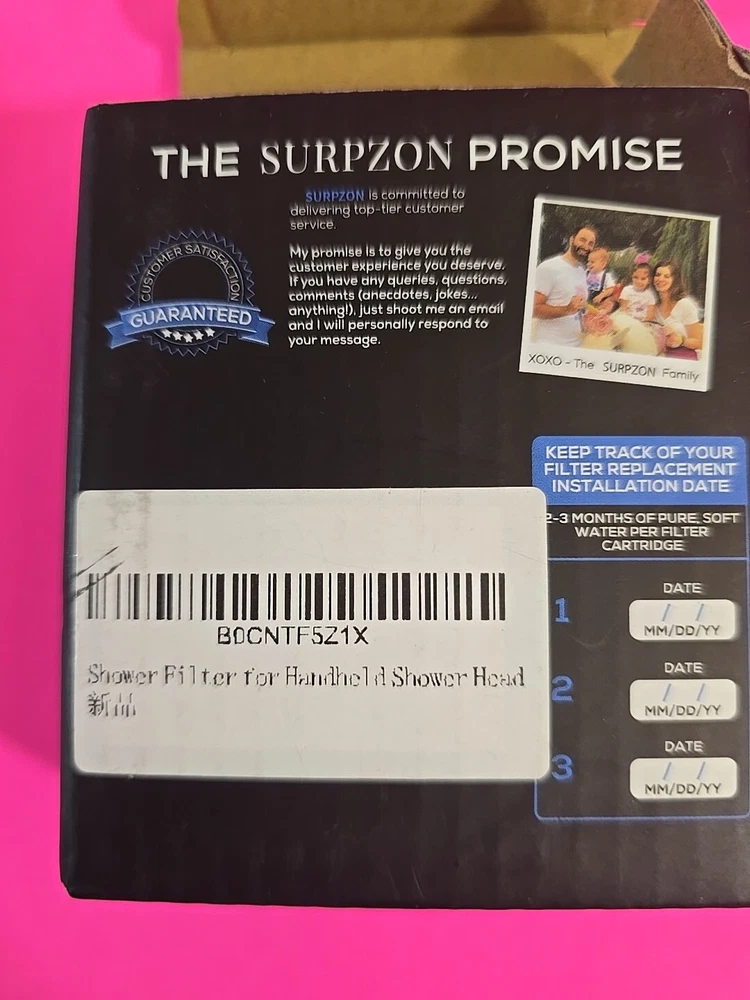 THE SURPZON PROMISE
SURPZON is committed to
delivering top-tier customer
service.
My promise is to give you the
customer experience you deserve.
If you have any queries, questions,
comments (anecdotes, jokes...
anything!), just shoot me an email
and I will personally respond to
your message.
CUSTOMER SATISFACTION
GUARANTEED
XOXO - The SURPZON Family
KEEP TRACK OF YOUR
FILTER REPLACEMENT
INSTALLATION DATE
2-3 MONTHS OF PURE, SOFT
WATER PER FILTER
CARTRIDGE
1
DATE
/ /
MM/DD/YY
2
DATE
/ /
MM/DD/YY
3
DATE
/ /
MM/DD/YY
B0CNTF5Z1X
Shower Filter for Handheld Shower Head
新品